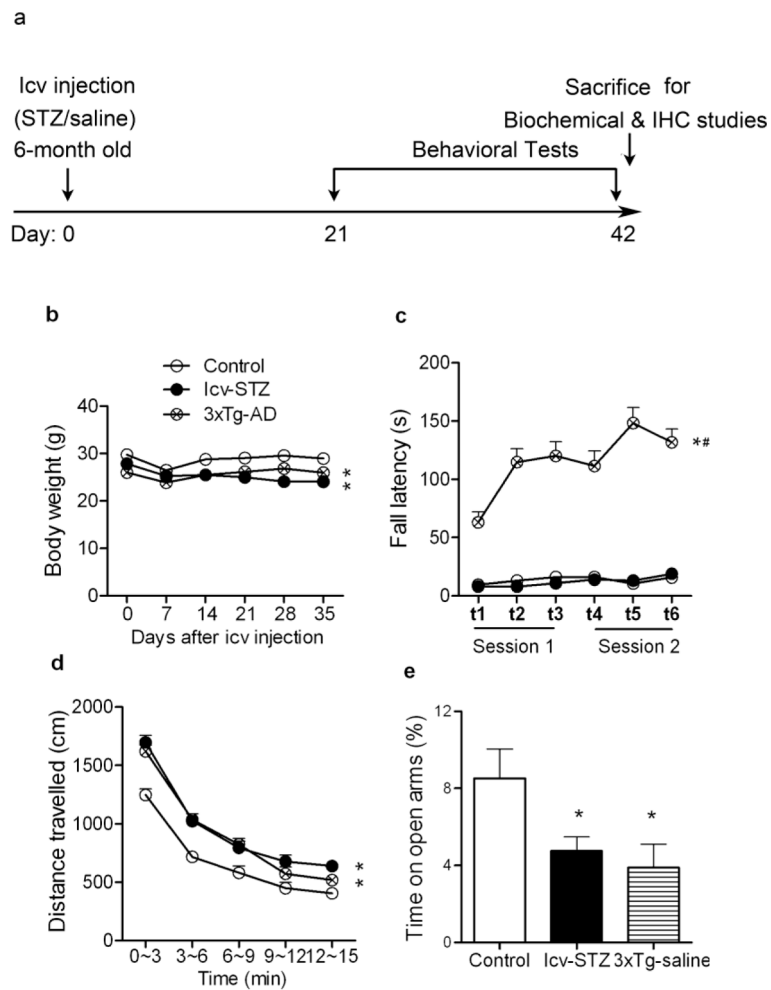 a
Icv injection
(STZ/saline)
6-month old
Sacrifice for
Biochemical & IHC studies
Behavioral Tests
Day: 0 21 42
b
Control
Icv-STZ
3xTg-AD
Body weight (g)
40
30
20
10
0
*
*
0 7 14 21 28 35
Days after icv injection
c
Fall latency (s)
200
150
100
50
0
*#
t1 t2 t3 t4 t5 t6
Session 1 Session 2
d
Distance travelled (cm)
2000
1500
1000
500
0
*
*
0~3 3~6 6~9 9~12 12~15
Time (min)
e
Time on open arms (%)
12
8
4
0
* *
Control Icv-STZ 3xTg-saline